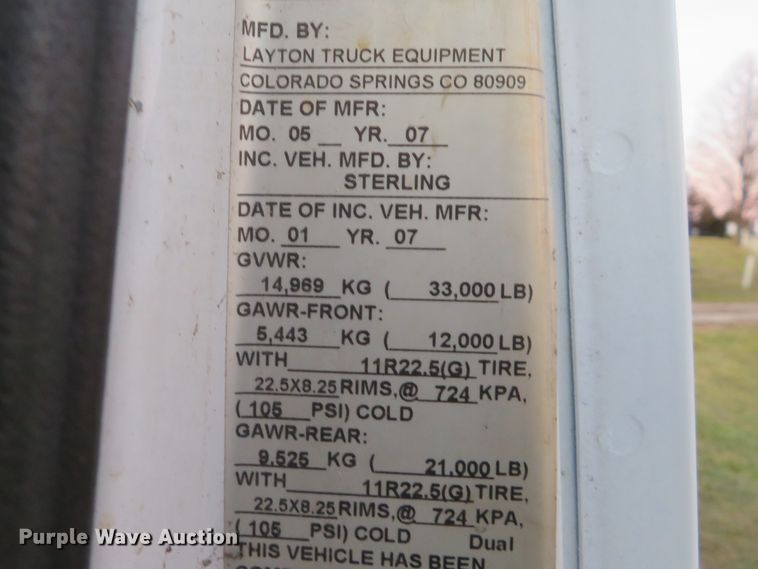 MFD. BY:
LAYTON TRUCK EQUIPMENT
COLORADO SPRINGS CO 80909
DATE OF MFR:
MO. 05 YR. 07
INC. VEH. MFD. BY:
STERLING
DATE OF INC. VEH. MFR:
MO. 01 YR. 07
GVWR:
14,969 KG ( 33,000 LB)
GAWR-FRONT:
5,443 KG ( 12,000 LB)
WITH 11R22.5(G) TIRE,
22.5X8.25 RIMS,@ 724 KPA,
( 105 PSI) COLD
GAWR-REAR:
9,525 KG ( 21,000 LB)
WITH 11R22.5(G) TIRE,
22.5X8.25 RIMS,@ 724 KPA,
( 105 PSI) COLD Dual
THIS VEHICLE HAS BEEN
Purple Wave Auction